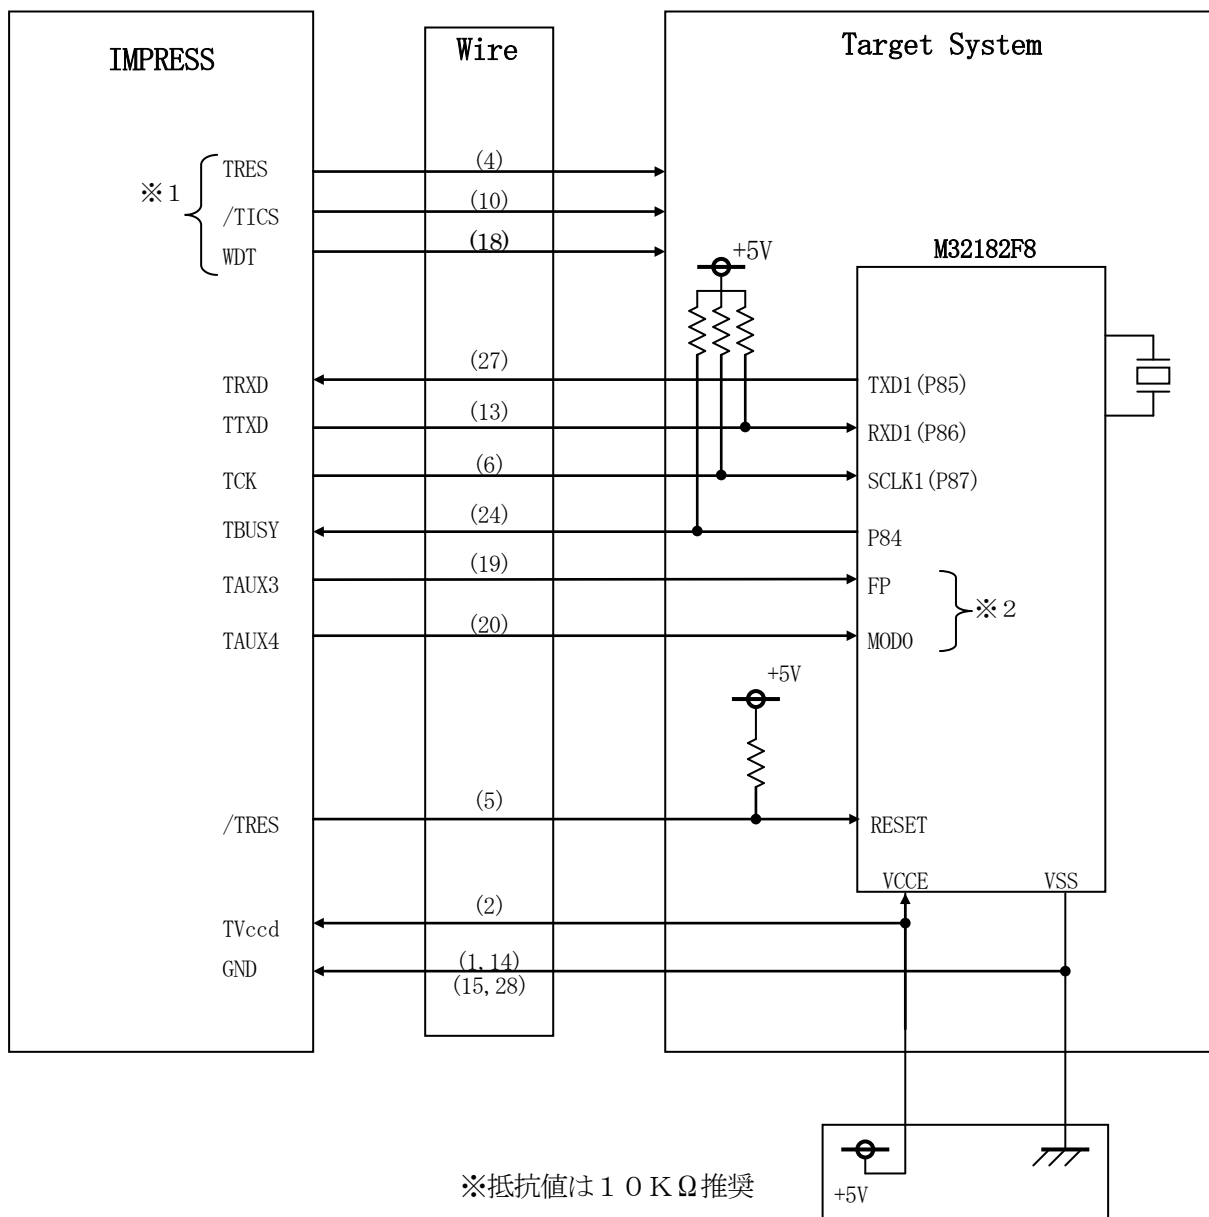 IMPRESS
Wire
Target System
※1
TRES
(4)
/TICS
(10)
WDT
(18)
+5V
M32182F8
TRXD
(27)
TXD1(P85)
TTXD
(13)
RXD1(P86)
TCK
(6)
SCLK1(P87)
TBUSY
(24)
P84
TAUX3
(19)
FP
※2
TAUX4
(20)
MOD0
+5V
/TRES
(5)
RESET
VCCE
VSS
TVccd
(2)
GND
(1,14)
(15,28)
※抵抗値は10KΩ推奨
+5V